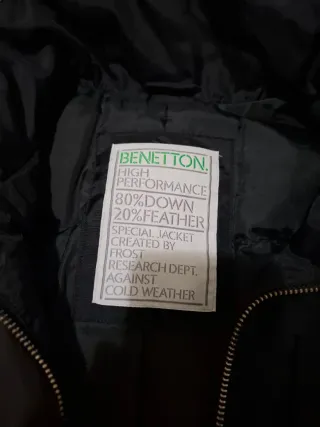 BENETTON.
HIGH
PERFORMANCE
80%DOWN
20%FEATHER
SPECIAL JACKET
CREATED BY
FROST
RESEARCH DEPT.
AGAINST
COLD WEATHER